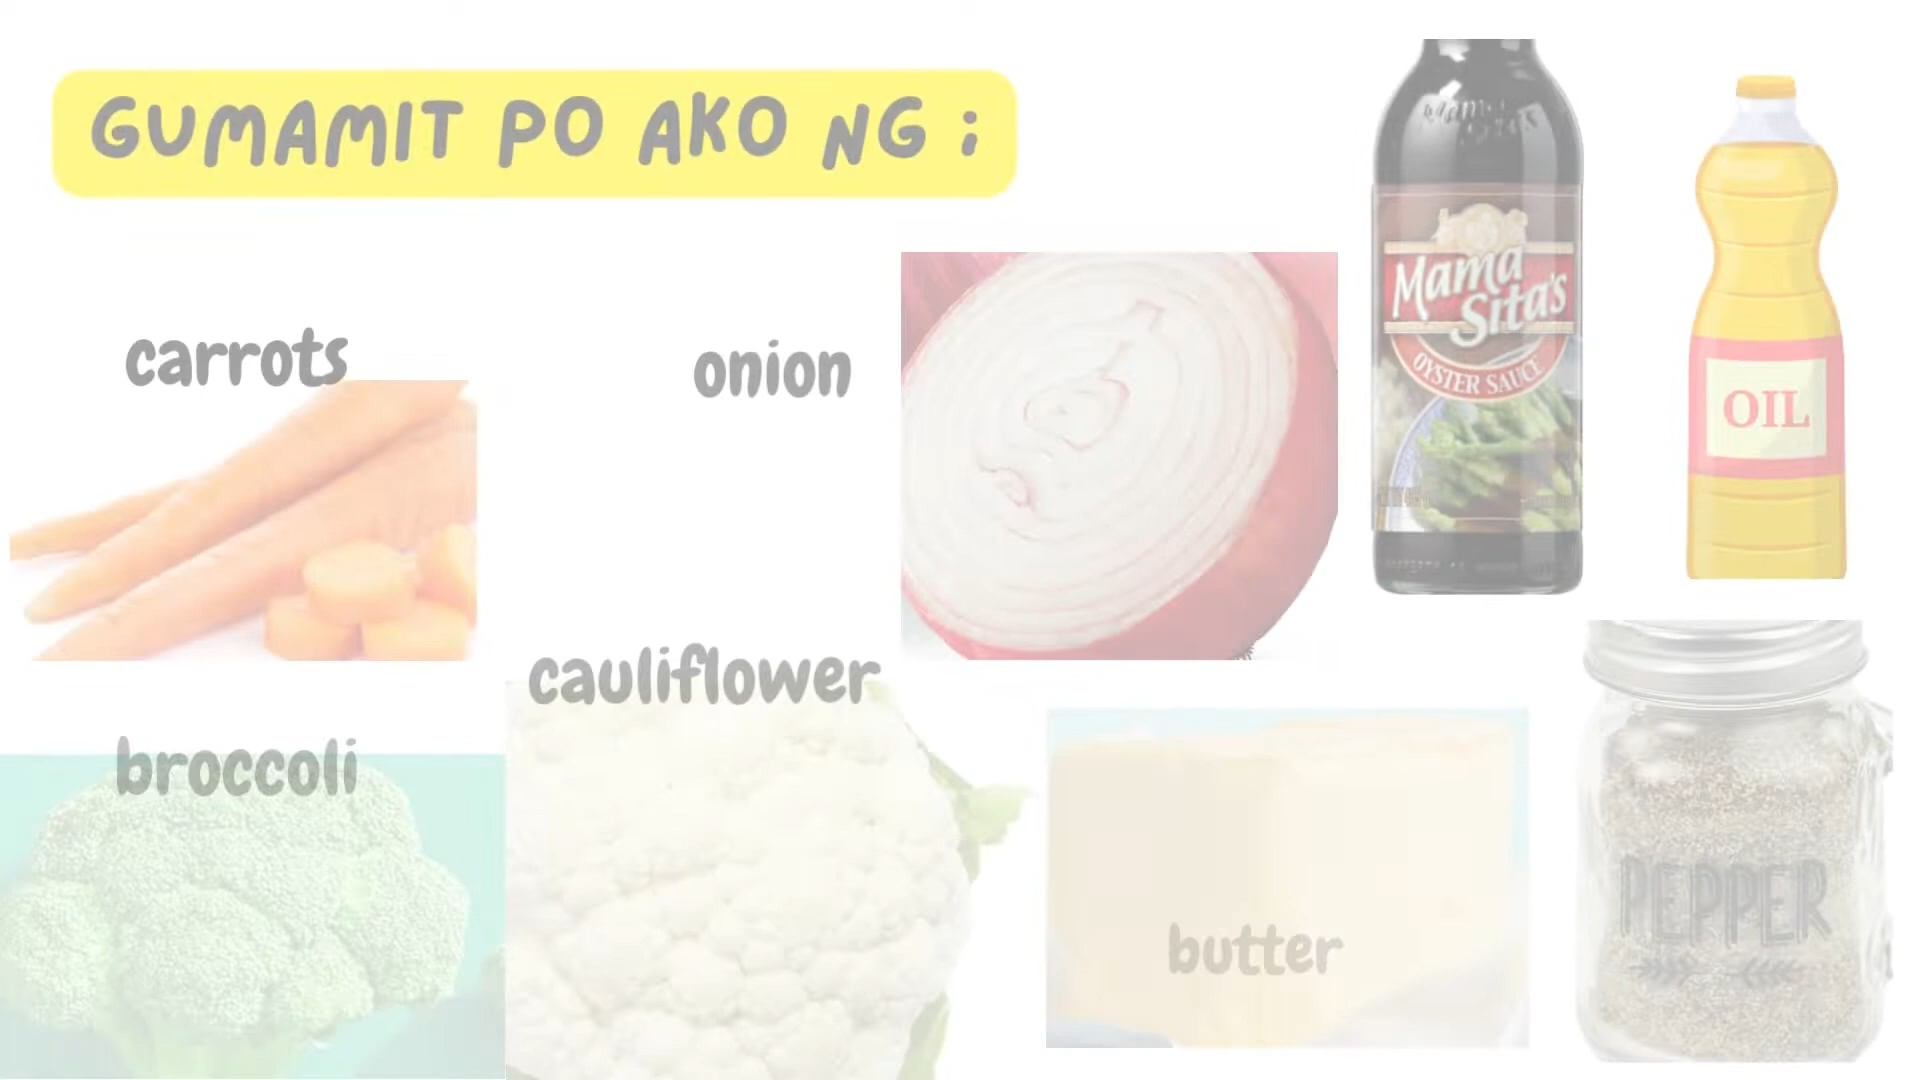 GUMAMIT PO AKO NG ;
carrots
onion
Mama
Sita's
OYSTER SAUCE
OIL
cauliflower
broccoli
butter
PEPPER